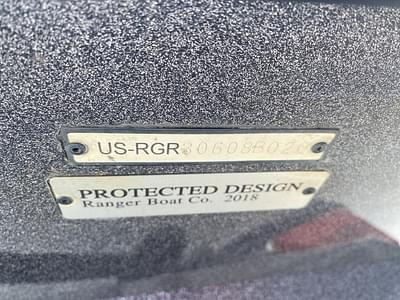 US-RGR
PROTECTED DESIGN
Ranger Boat Co. 2018